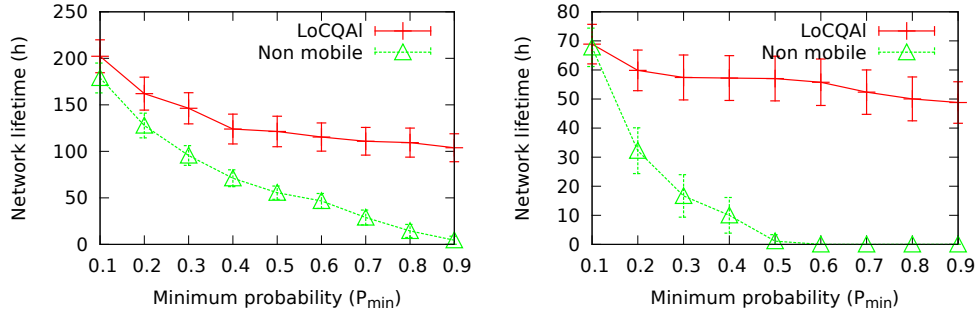 250
200
150
100
50
0
Network lifetime (h)
LoCQAI
Non mobile
0.1 0.2 0.3 0.4 0.5 0.6 0.7 0.8 0.9
Minimum probability (Pmin)
80
70
60
50
40
30
20
10
0
Network lifetime (h)
LoCQAI
Non mobile
0.1 0.2 0.3 0.4 0.5 0.6 0.7 0.8 0.9
Minimum probability (Pmin)